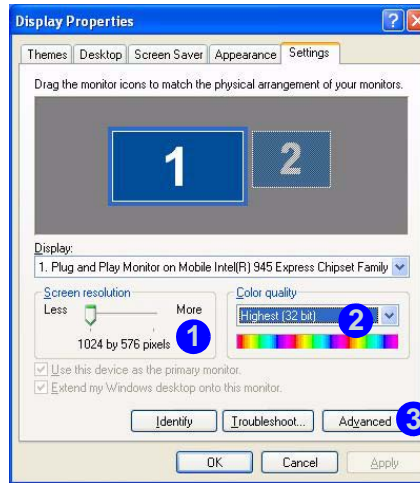 Display Properties
Themes Desktop Screen Saver Appearance Settings
Drag the monitor icons to match the physical arrangement of your monitors.
1 2
Display:
1. Plug and Play Monitor on Mobile Intel(R) 945 Express Chipset Family
Screen resolution
Less More
1024 by 576 pixels
1
Color quality
Highest (32 bit)
2
Use this device as the primary monitor.
Extend my Windows desktop onto this monitor.
Identify Troubleshoot... Advanced 3
OK Cancel Apply